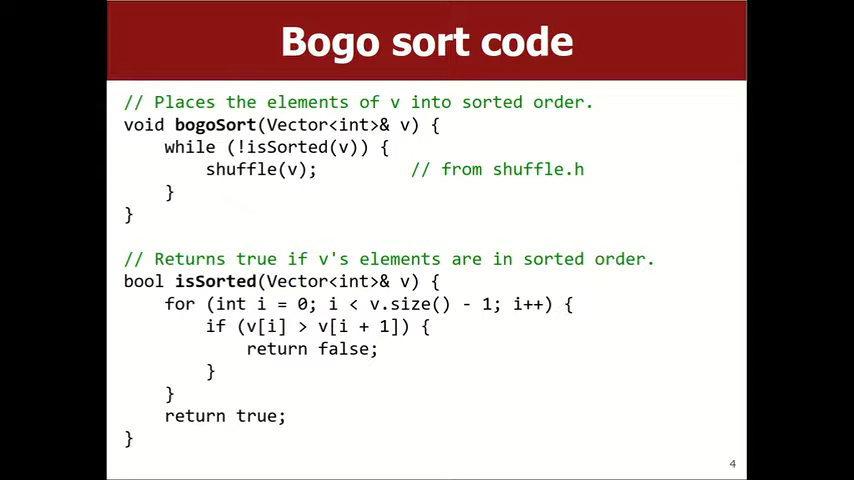 Bogo sort code
// Places the elements of v into sorted order.
void bogoSort(Vector<int>& v) {
    while (!isSorted(v)) {
        shuffle(v);         // from shuffle.h
    }
}
// Returns true if v's elements are in sorted order.
bool isSorted(Vector<int>& v) {
    for (int i = 0; i < v.size() - 1; i++) {
        if (v[i] > v[i + 1]) {
            return false;
        }
    }
    return true;
}
4